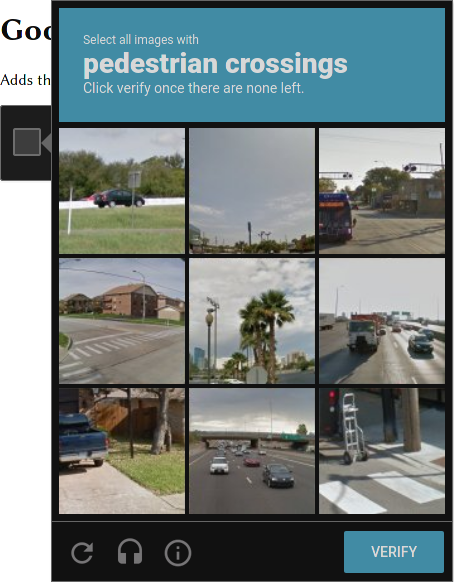 Goo
Adds th
Select all images with
pedestrian crossings
Click verify once there are none left.
VERIFY